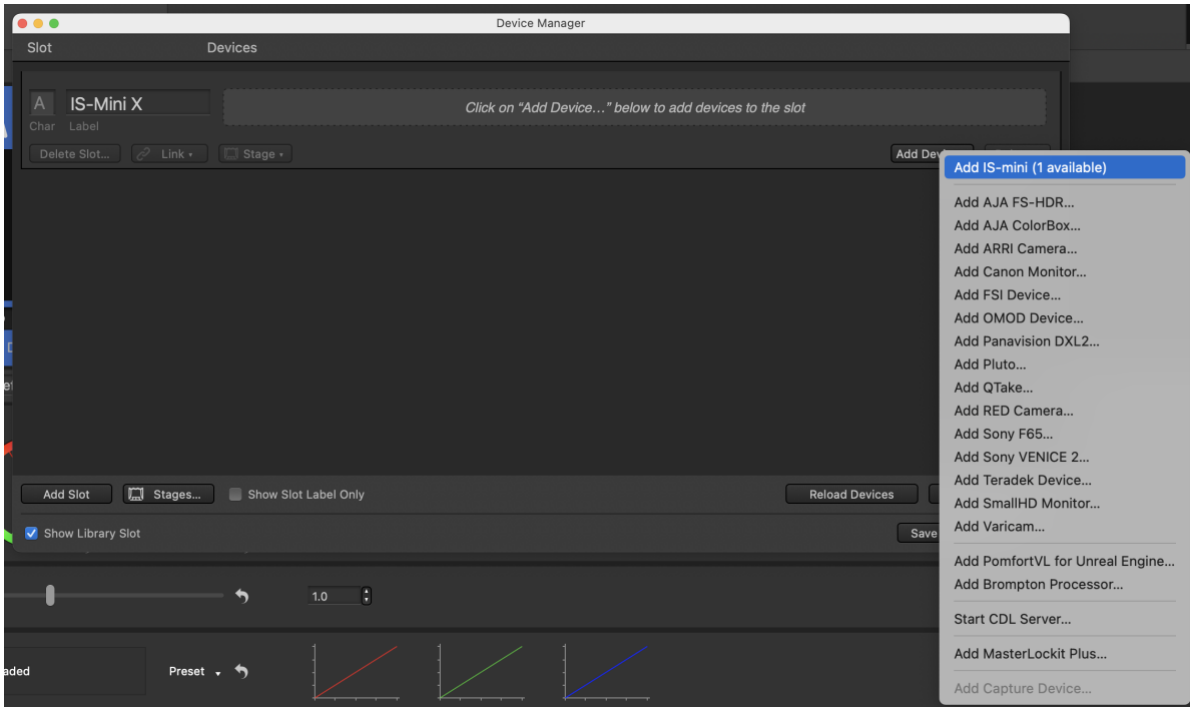 Device Manager
Slot Devices
A IS-Mini X Click on "Add Device..." below to add devices to the slot
Char Label
Delete Slot... Link Stage Add
Add IS-mini (1 available)
Add AJA FS-HDR...
Add AJA ColorBox...
Add ARRI Camera...
Add Canon Monitor...
Add FSI Device...
Add OMOD Device...
Add Panavision DXL2...
Add Pluto...
Add QTake...
Add RED Camera...
Add Sony F65...
Add Sony VENICE 2...
Add Teradek Device...
Add SmallHD Monitor...
Add Varicam...
Add PomfortVL for Unreal Engine...
Add Brompton Processor...
Start CDL Server...
Add MasterLockit Plus...
Add Capture Device...
Add Slot Stages... Show Slot Label Only Reload Devices
Show Library Slot Save
1.0
aded Preset